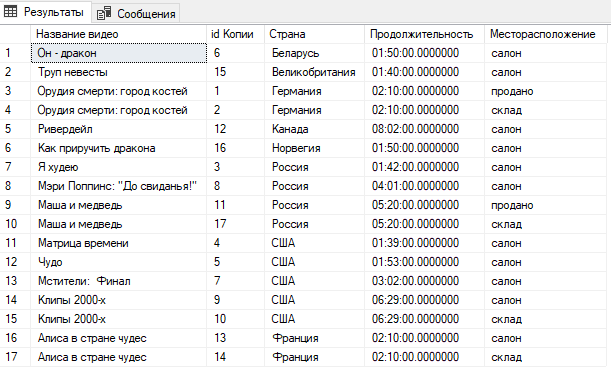 Результаты Сообщения
Название видео id Копии Страна Продолжительность Месторасположение
1 Он - дракон 6 Беларусь 01:50:00.0000000 салон
2 Труп невесты 15 Великобритания 01:40:00.0000000 салон
3 Орудия смерти: город костей 1 Германия 02:10:00.0000000 продано
4 Орудия смерти: город костей 2 Германия 02:10:00.0000000 склад
5 Ривердейл 12 Канада 08:02:00.0000000 салон
6 Как приручить дракона 16 Норвегия 01:50:00.0000000 салон
7 Я худею 3 Россия 01:42:00.0000000 салон
8 Мэри Поппинс: "До свиданья!" 8 Россия 04:01:00.0000000 салон
9 Маша и медведь 11 Россия 05:20:00.0000000 продано
10 Маша и медведь 17 Россия 05:20:00.0000000 склад
11 Матрица времени 4 США 01:39:00.0000000 салон
12 Чудо 5 США 01:53:00.0000000 салон
13 Мстители: Финал 7 США 03:02:00.0000000 салон
14 Клипы 2000-х 9 США 06:29:00.0000000 салон
15 Клипы 2000-х 10 США 06:29:00.0000000 склад
16 Алиса в стране чудес 13 Франция 02:10:00.0000000 салон
17 Алиса в стране чудес 14 Франция 02:10:00.0000000 склад